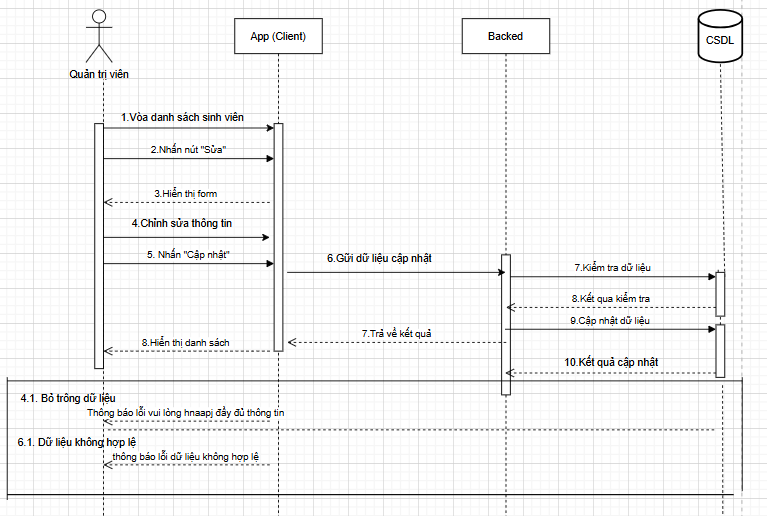 App (Client)
Backed
CSDL
Quản trị viên
1.Vòa danh sách sinh viên
2.Nhấn nút "Sửa"
3.Hiển thị form
4.Chỉnh sửa thông tin
5. Nhấn "Cập nhật"
6.Gữi dữ liệu cập nhật
7.Kiểm tra dữ liệu
8.Kết qua kiểm tra
9.Cập nhật dữ liệu
7.Trả về kết quả
8.Hiển thị danh sách
10.Kết quả cập nhật
4.1. Bỏ trông dữ liệu
Thông báo lỗi vui lòng hnaapj đầy đủ thông tin
6.1. Dữ liệu không hợp lệ
thông báo lỗi dữ liệu không hợp lệ